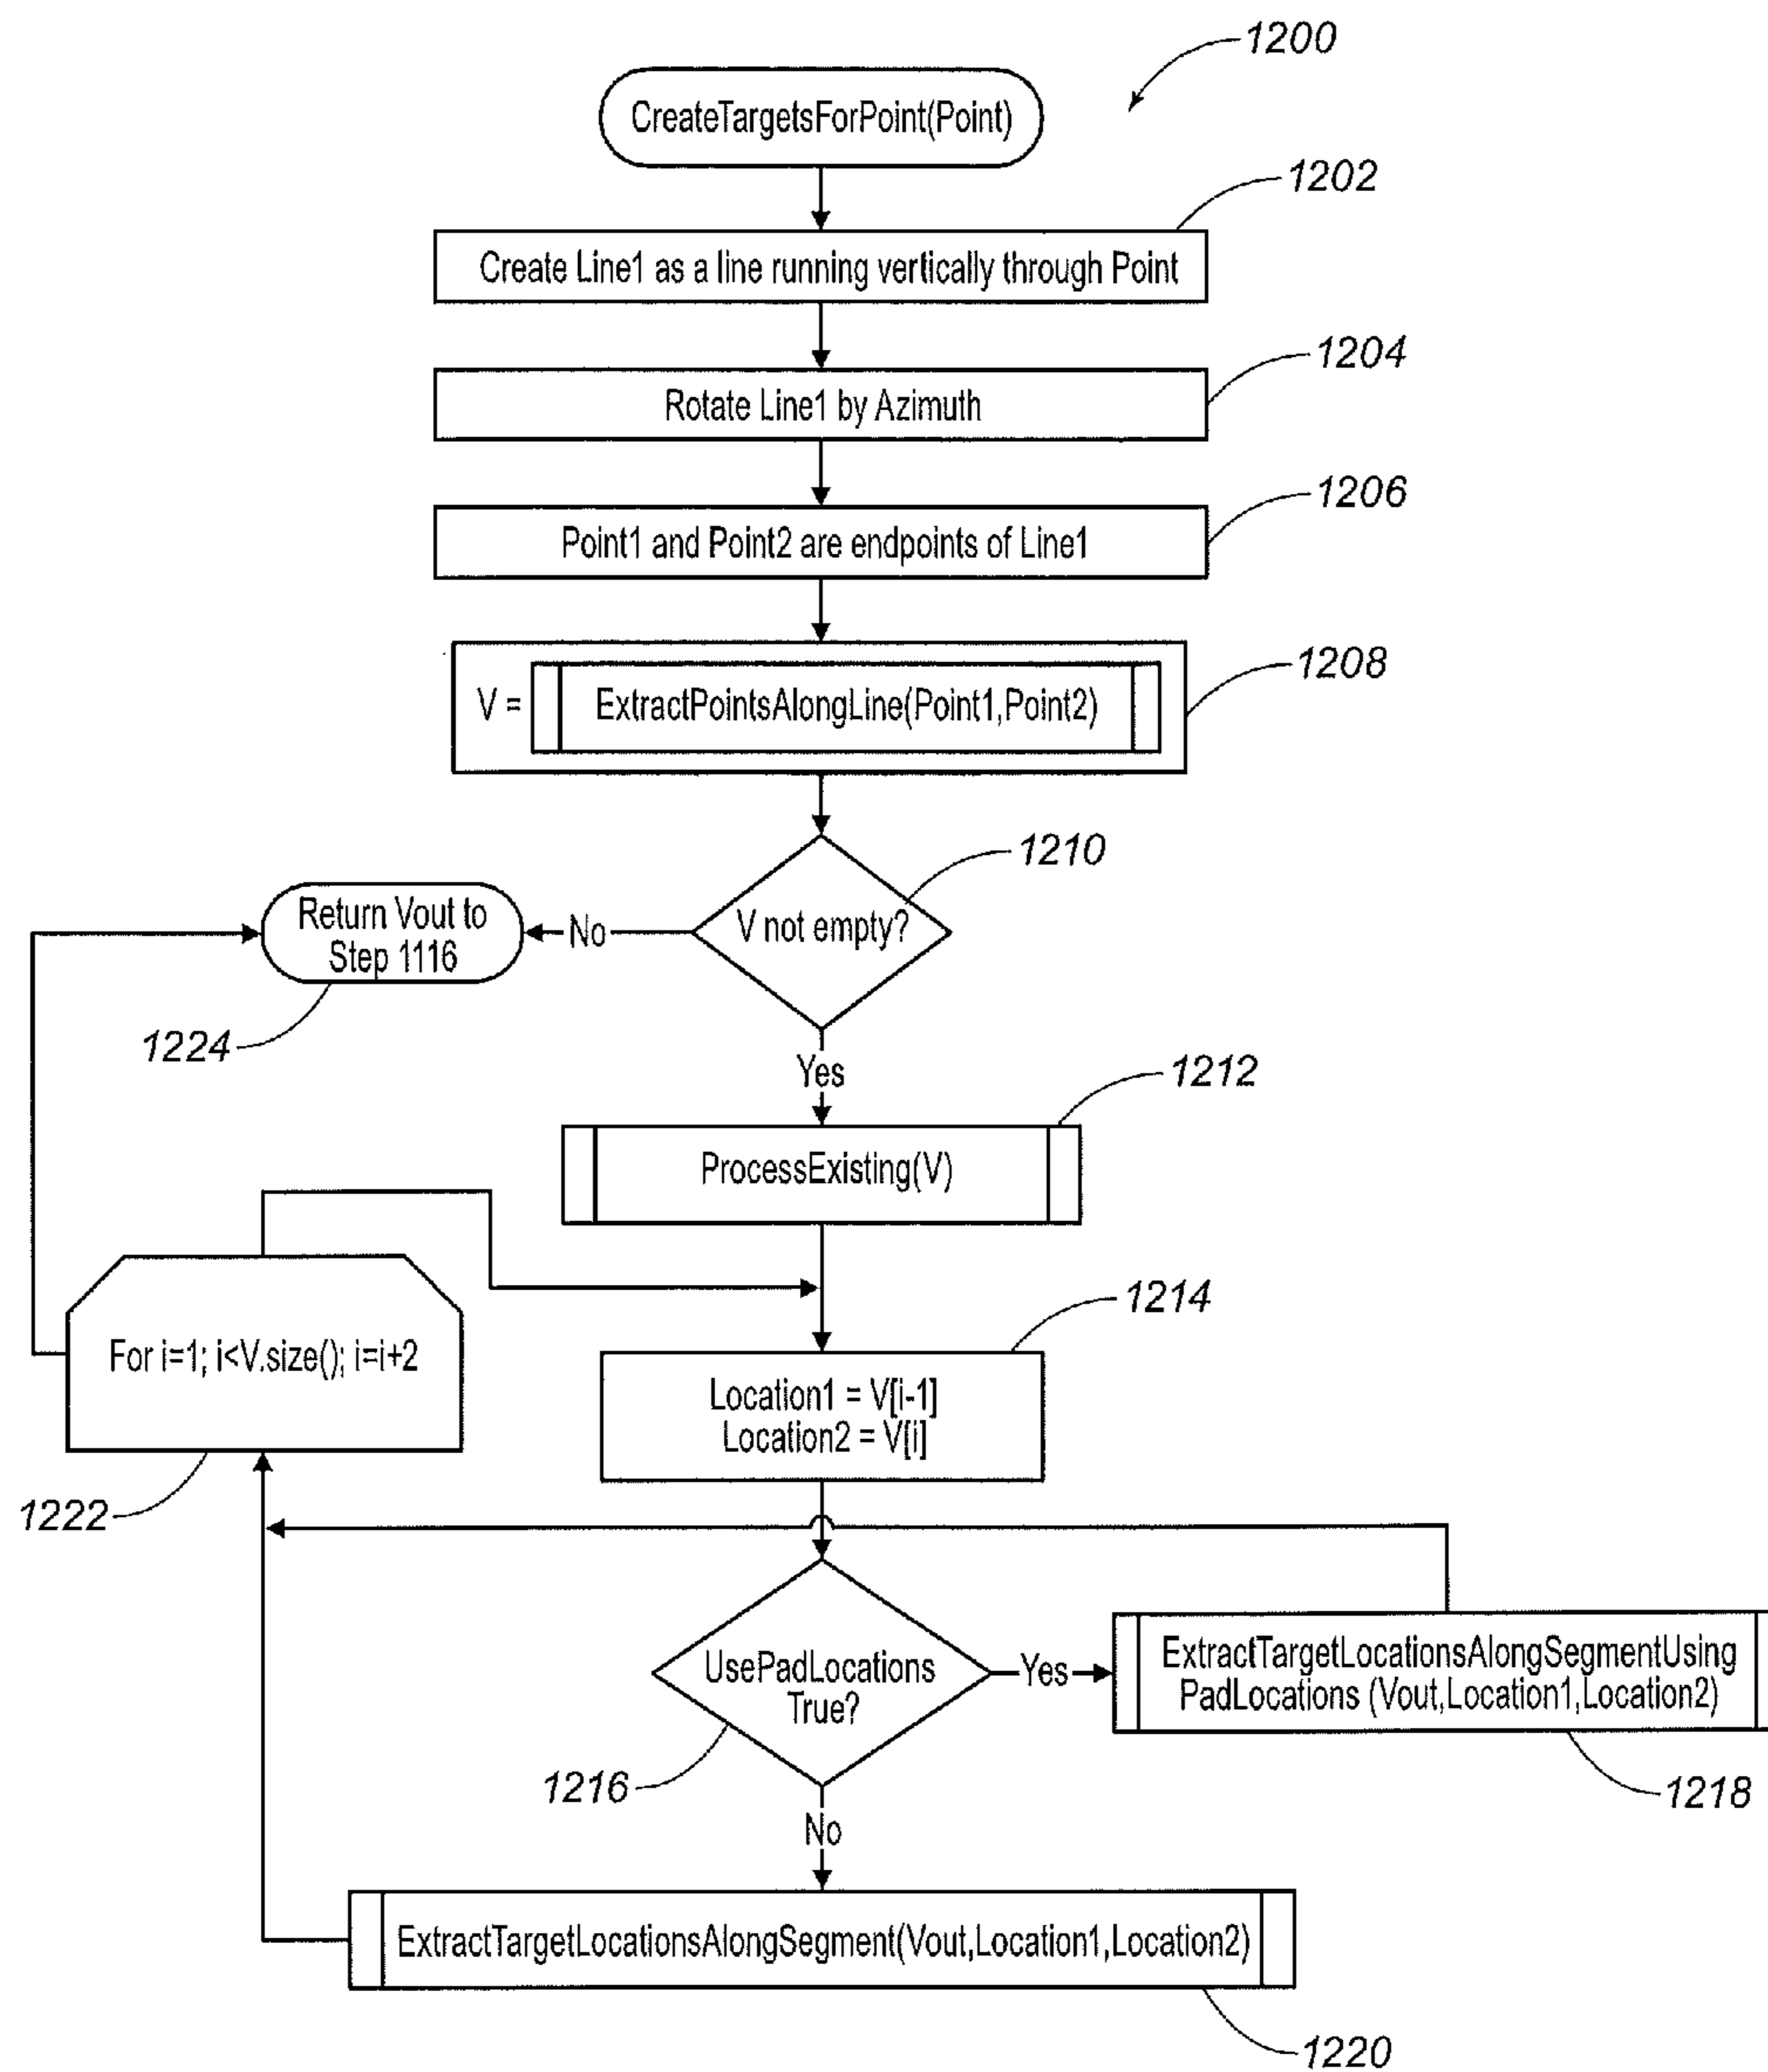 1200
CreateTargetsForPoint(Point)
1202
Create Line1 as a line running vertically through Point
1204
Rotate Line1 by Azimuth
1206
Point1 and Point2 are endpoints of Line1
1208
V =
ExtractPointsAlongLine(Point1,Point2)
1210
V not empty?
No
Return Vout to
Step 1116
1224
Yes
1212
ProcessExisting(V)
1214
For i=1; i<V.size(); i=i+2
Location1 = V[i-1]
Location2 = V[i]
1222
UsePadLocations
True?
Yes
ExtractTargetLocationsAlongSegmentUsing
PadLocations (Vout,Location1,Location2)
1216
1218
No
ExtractTargetLocationsAlongSegment(Vout,Location1,Location2)
1220